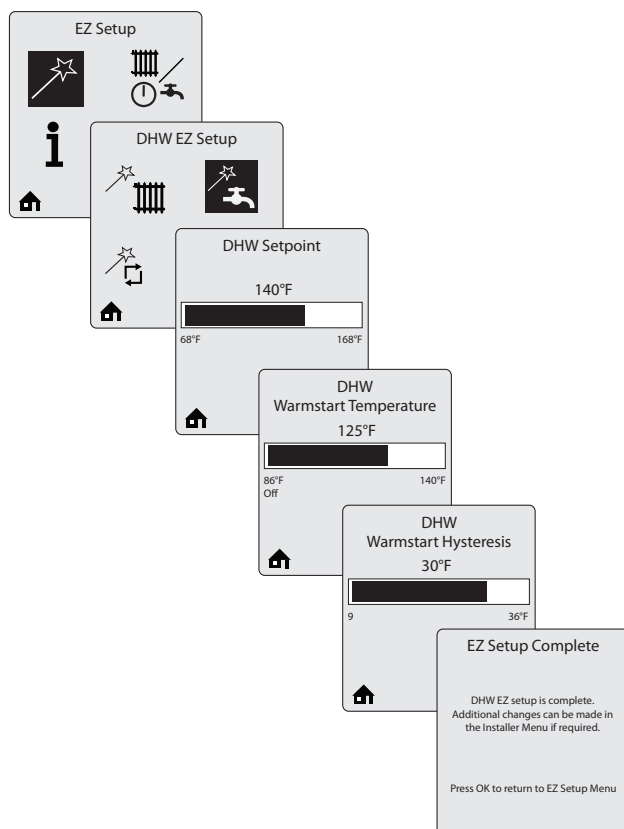 EZ Setup
DHW EZ Setup
DHW Setpoint
140°F
68°F 168°F
DHW
Warmstart Temperature
125°F
86°F 140°F
Off
DHW
Warmstart Hysteresis
30°F
9 36°F
EZ Setup Complete
DHW EZ setup is complete.
Additional changes can be made in
the Installer Menu if required.
Press OK to return to EZ Setup Menu